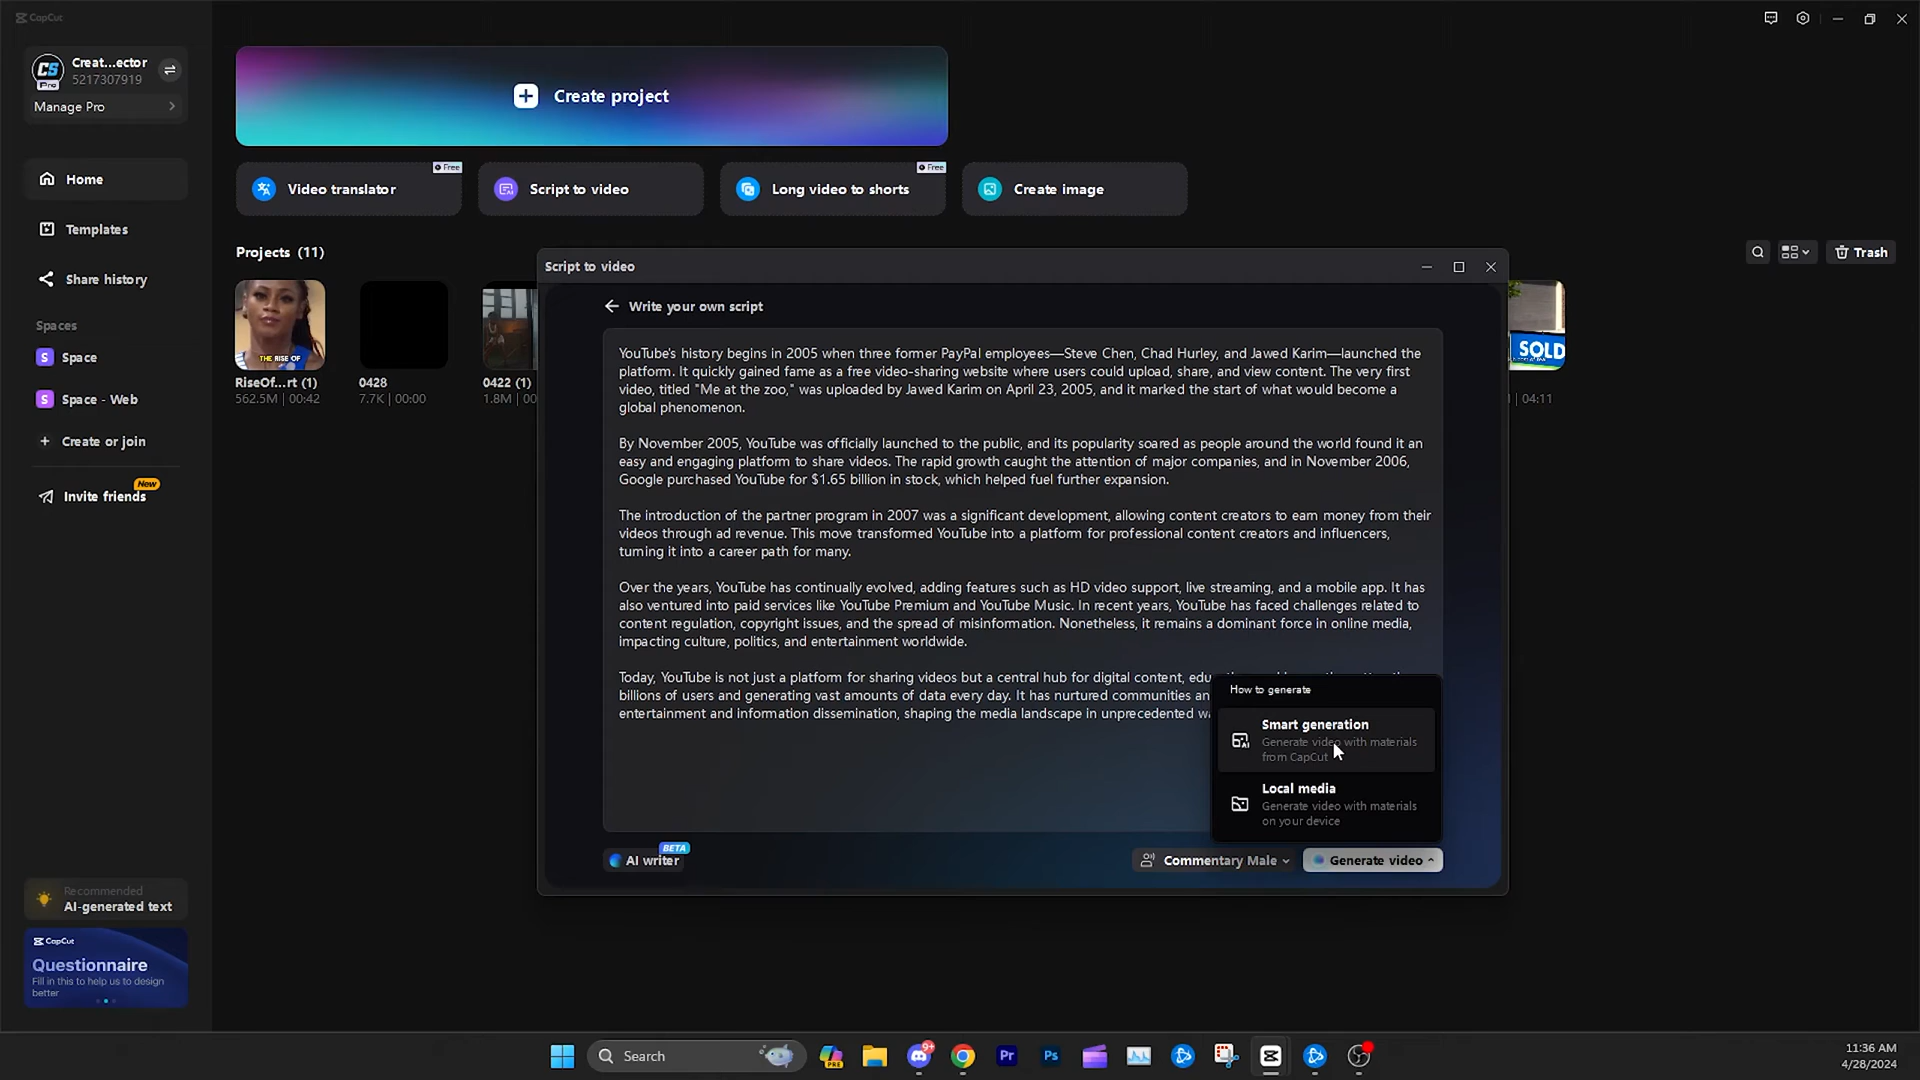 CapCut
CS
Pro
Creat...ector
5217307919
Manage Pro
Create project
Free
Free
Video translator
Script to video
Long video to shorts
Create image
Home
Templates
Share history
Spaces
S Space
S Space - Web
+ Create or join
New
Invite friends
Projects (11)
Trash
THE RISE OF
RiseOf...rt (1)
562.5M | 00:42
0428
7.7K | 00:00
0422 (1)
1.8M | 00
SOLD
| 04:11
Script to video
Write your own script
YouTube's history begins in 2005 when three former PayPal employees—Steve Chen, Chad Hurley, and Jawed Karim—launched the
platform. It quickly gained fame as a free video-sharing website where users could upload, share, and view content. The very first
video, titled "Me at the zoo," was uploaded by Jawed Karim on April 23, 2005, and it marked the start of what would become a
global phenomenon.
By November 2005, YouTube was officially launched to the public, and its popularity soared as people around the world found it an
easy and engaging platform to share videos. The rapid growth caught the attention of major companies, and in November 2006,
Google purchased YouTube for $1.65 billion in stock, which helped fuel further expansion.
The introduction of the partner program in 2007 was a significant development, allowing content creators to earn money from their
videos through ad revenue. This move transformed YouTube into a platform for professional content creators and influencers,
turning it into a career path for many.
Over the years, YouTube has continually evolved, adding features such as HD video support, live streaming, and a mobile app. It has
also ventured into paid services like YouTube Premium and YouTube Music. In recent years, YouTube has faced challenges related to
content regulation, copyright issues, and the spread of misinformation. Nonetheless, it remains a dominant force in online media,
impacting culture, politics, and entertainment worldwide.
Today, YouTube is not just a platform for sharing videos but a central hub for digital content,
billions of users and generating vast amounts of data every day. It has nurtured communities
entertainment and information dissemination, shaping the media landscape in unprecedented
How to generate
Smart generation
Generate video with materials
from CapCut
Local media
Generate video with materials
on your device
BETA
AI writer
Commentary Male
Generate video
Recommended
AI-generated text
CapCut
Questionnaire
Fill in this to help us to design
better
Search
PRE
9+
Pr
Ps
11:36 AM
4/28/2024